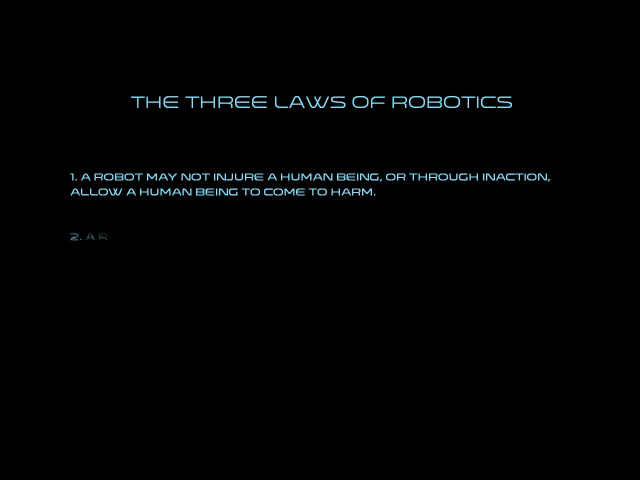 THE THREE LAWS OF ROBOTICS
1. A ROBOT MAY NOT INJURE A HUMAN BEING, OR THROUGH INACTION,
ALLOW A HUMAN BEING TO COME TO HARM.
2. A R